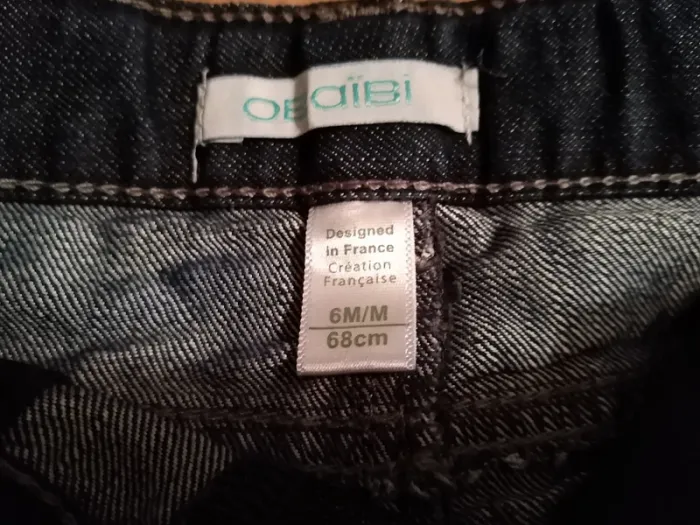 OBaïBi
Designed
in France
Création
Française
6M/M
68cm